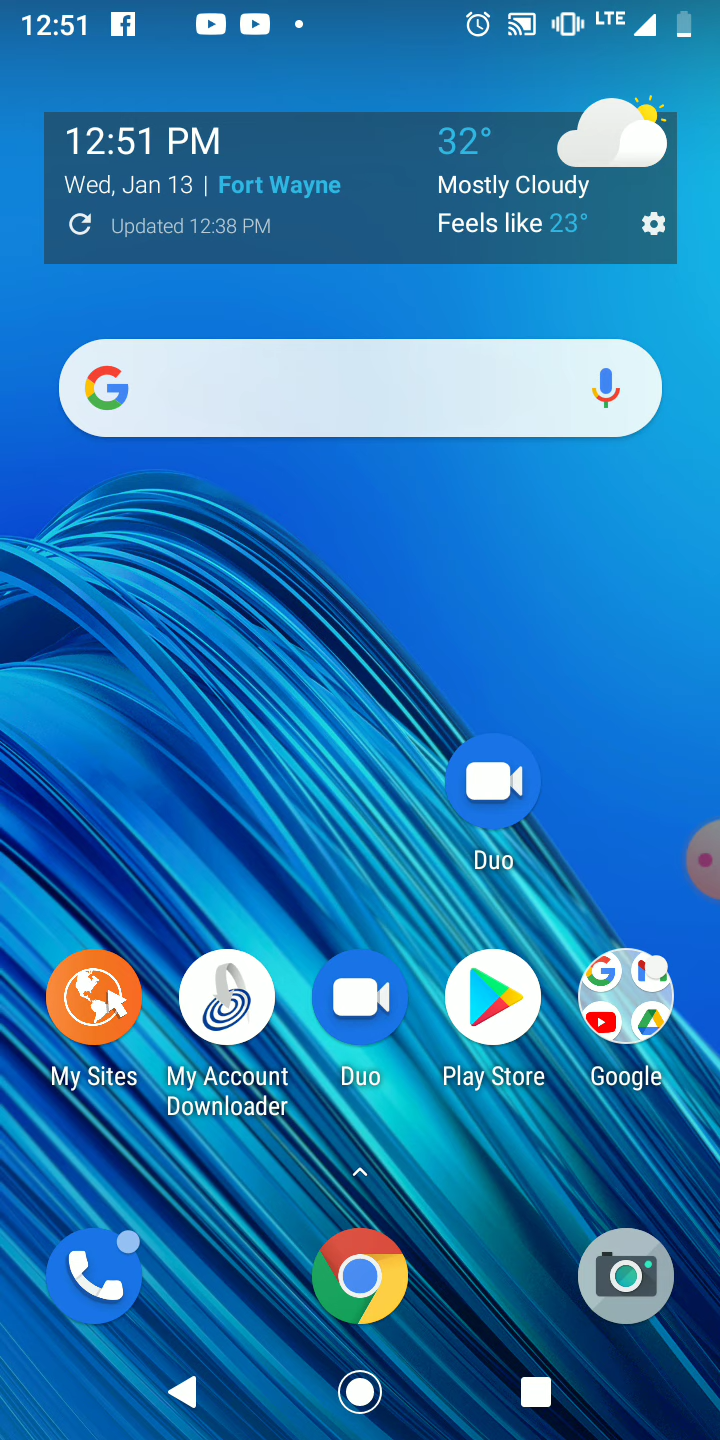 12:51 LTE
12:51 PM
Wed, Jan 13 | Fort Wayne
Updated 12:38 PM
32°
Mostly Cloudy
Feels like 23°
Duo
My Sites
My Account Downloader
Duo
Play Store
Google